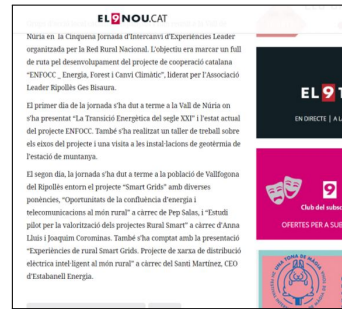 EL9NOU.CAT
Núria en la Cinquena Jornada d'Intercanvi d'Experiències Leader
organitzada per la Red Rural Nacional. L'objectiu era marcar un full
de ruta pel desenvolupament del projecte de cooperació catalana
"ENFOCC _ Energia, Forest i Canvi Climàtic", liderat per l'Associació
Leader Ripollès Ges Bisaura.
El primer dia de la jornada s'ha dut a terme a la Vall de Núria on
s'ha presentat "La Transició Energètica del segle XXI" i l'estat actual
del projecte ENFOCC. També s'ha realitzat un taller de treball sobre
els eixos del projecte i una visita a les instal·lacions de geotèrmia de
l'estació de muntanya.
El segon dia, la jornada s'ha dut a terme a la població de Vallfogona
del Ripollès entorn el projecte "Smart Grids" amb diverses
ponències, "Oportunitats de la confluència d'energia i
telecomunicacions al món rural" a càrrec de Pep Salas, i "Estudi
pilot per la valorització dels projectes Rural Smart" a càrrec d'Anna
Lluís i Joaquim Corominas. També s'ha comptat amb la presentació
"Experiències de rural Smart Grids. Projecte de xarxa de distribució
elèctrica intel·ligent al món rural" a càrrec del Santi Martínez, CEO
d'Estabanell Energia.
EL 9 T
EN DIRECTE | A L
9
Club del subs
OFERTES PER A SU
UNA TONA DE